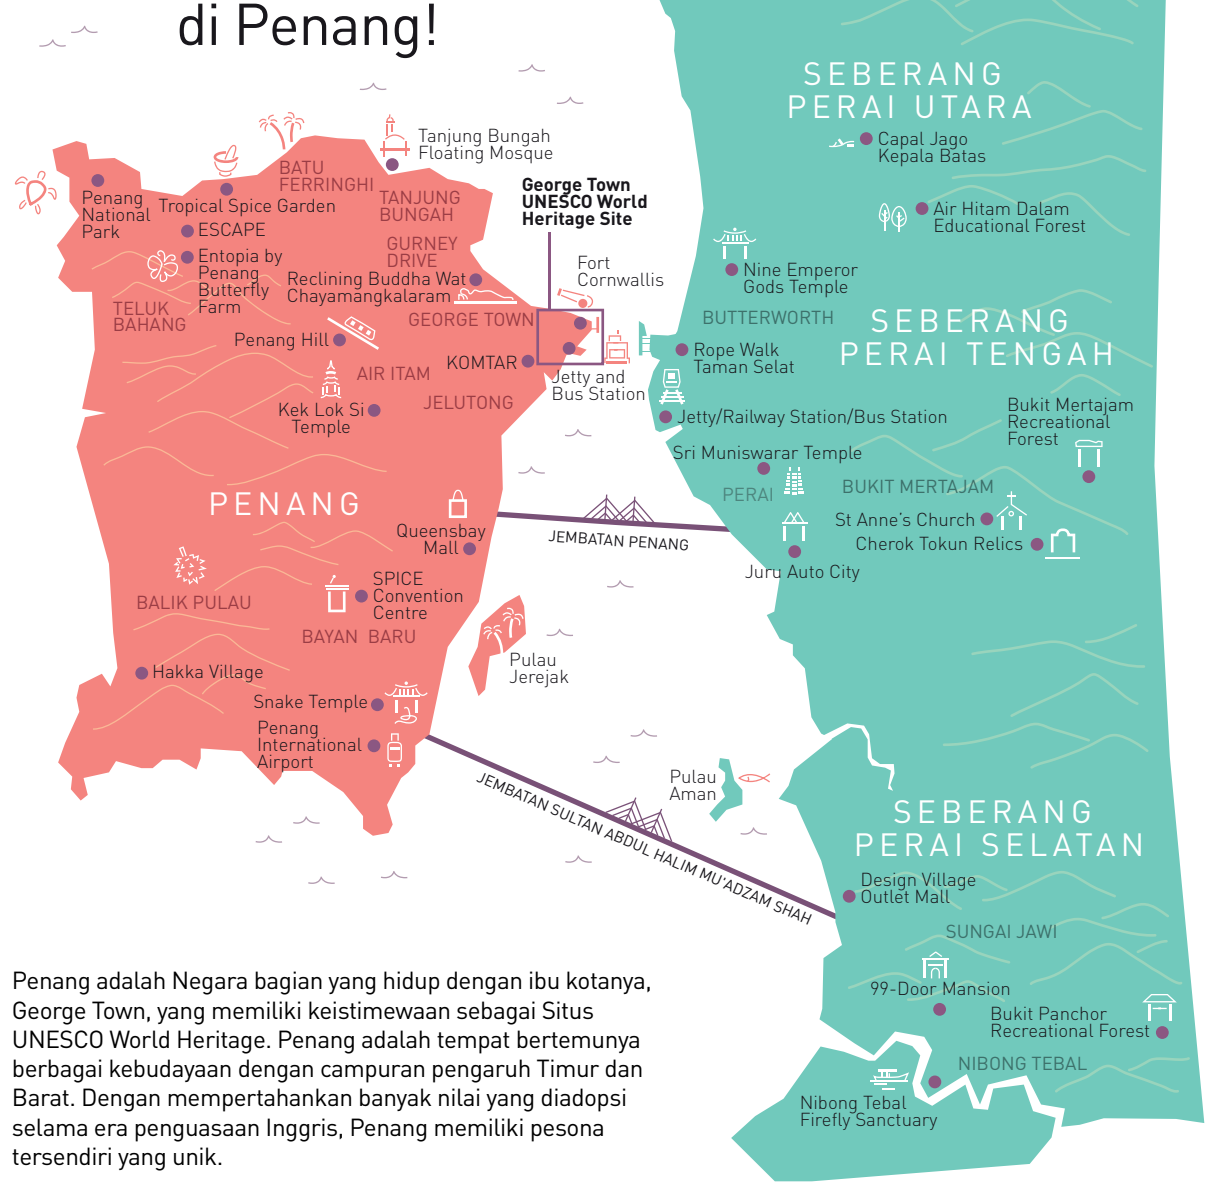 di Penang!
SEBERANG
PERAI UTARA
Capal Jago
Kepala Batas
Air Hitam Dalam
Educational Forest
Tanjung Bungah
Floating Mosque
BATU
FERRINGHI
TANJUNG
BUNGAH
George Town
UNESCO World
Heritage Site
Penang
National
Park
Tropical Spice Garden
ESCAPE
Entopia by
Penang
Butterfly
Farm
GURNEY
DRIVE
Reclining Buddha Wat
Chayamangkalaram
Fort
Cornwallis
Nine Emperor
Gods Temple
TELUK
BAHANG
GEORGE TOWN
BUTTERWORTH
SEBERANG
PERAI TENGAH
Penang Hill
KOMTAR
AIR ITAM
Jetty and
Bus Station
Rope Walk
Taman Selat
JELUTONG
Kek Lok Si
Temple
Jetty/Railway Station/Bus Station
Bukit Mertajam
Recreational
Forest
Sri Muniswarar Temple
PERAI
BUKIT MERTAJAM
PENANG
St Anne's Church
Cherok Tokun Relics
Queensbay
Mall
JEMBATAN PENANG
Juru Auto City
SPICE
Convention
Centre
BALIK PULAU
BAYAN BARU
Hakka Village
Pulau
Jerejak
Snake Temple
Penang
International
Airport
JEMBATAN SULTAN ABDUL HALIM MU'ADZAM SHAH
Pulau
Aman
SEBERANG
PERAI SELATAN
Design Village
Outlet Mall
SUNGAI JAWI
99-Door Mansion
Bukit Panchor
Recreational Forest
NIBONG TEBAL
Nibong Tebal
Firefly Sanctuary
Penang adalah Negara bagian yang hidup dengan ibu kotanya,
George Town, yang memiliki keistimewaan sebagai Situs
UNESCO World Heritage. Penang adalah tempat bertemunya
berbagai kebudayaan dengan campuran pengaruh Timur dan
Barat. Dengan mempertahankan banyak nilai yang diadopsi
selama era penguasaan Inggris, Penang memiliki pesona
tersendiri yang unik.